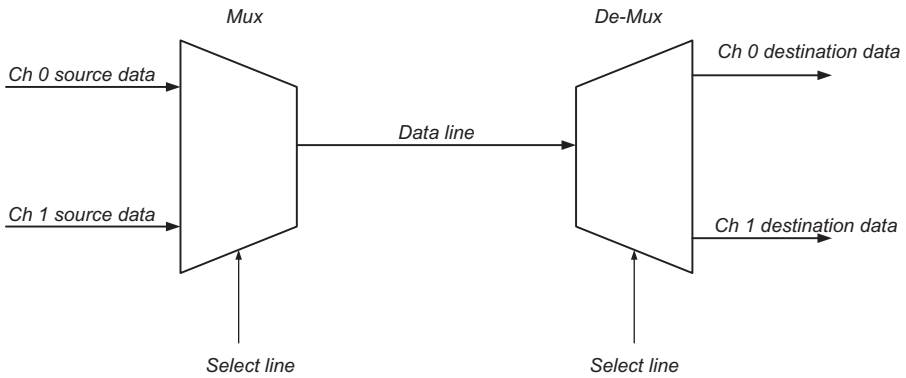 Mux
De-Mux
Ch 0 source data
Ch 0 destination data
Data line
Ch 1 source data
Ch 1 destination data
Select line
Select line